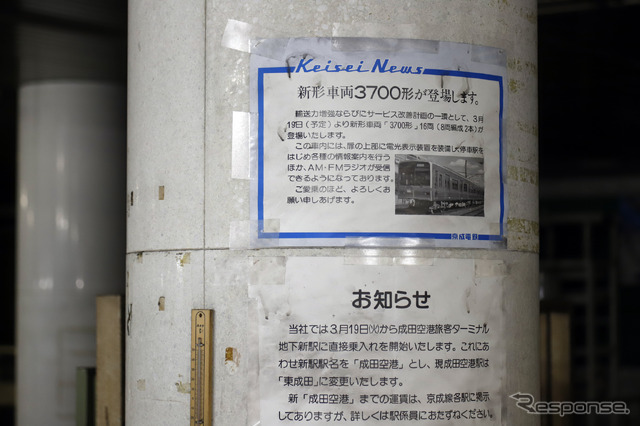 Keisei News
新形車両3700形が登場します。
輸送力増強ならびにサービス改善計画の一環として、3月
19日(予定)より新形車両「3700形」16両(8両編成2本)が
登場いたします。
この車内には、扉の上部に電光表示装置を装備し、停車駅を
はじめ各種の情報案内を行う
ほか、AM・FMラジオが受信
できるようになっております。
ご愛乗のほど、よろしくお
願い申しあげます。
京成電鉄
お知らせ
当社では3月19日(火)から成田空港旅客ターミナル
地下新駅に直接乗入れを開始いたします。これにあ
わせ新駅駅名を「成田空港」とし、現成田空港駅は
「東成田」に変更いたします。
新「成田空港」までの運賃は、京成線各駅に掲示
してありますが、詳しくは駅係員におたずねください。
Response.